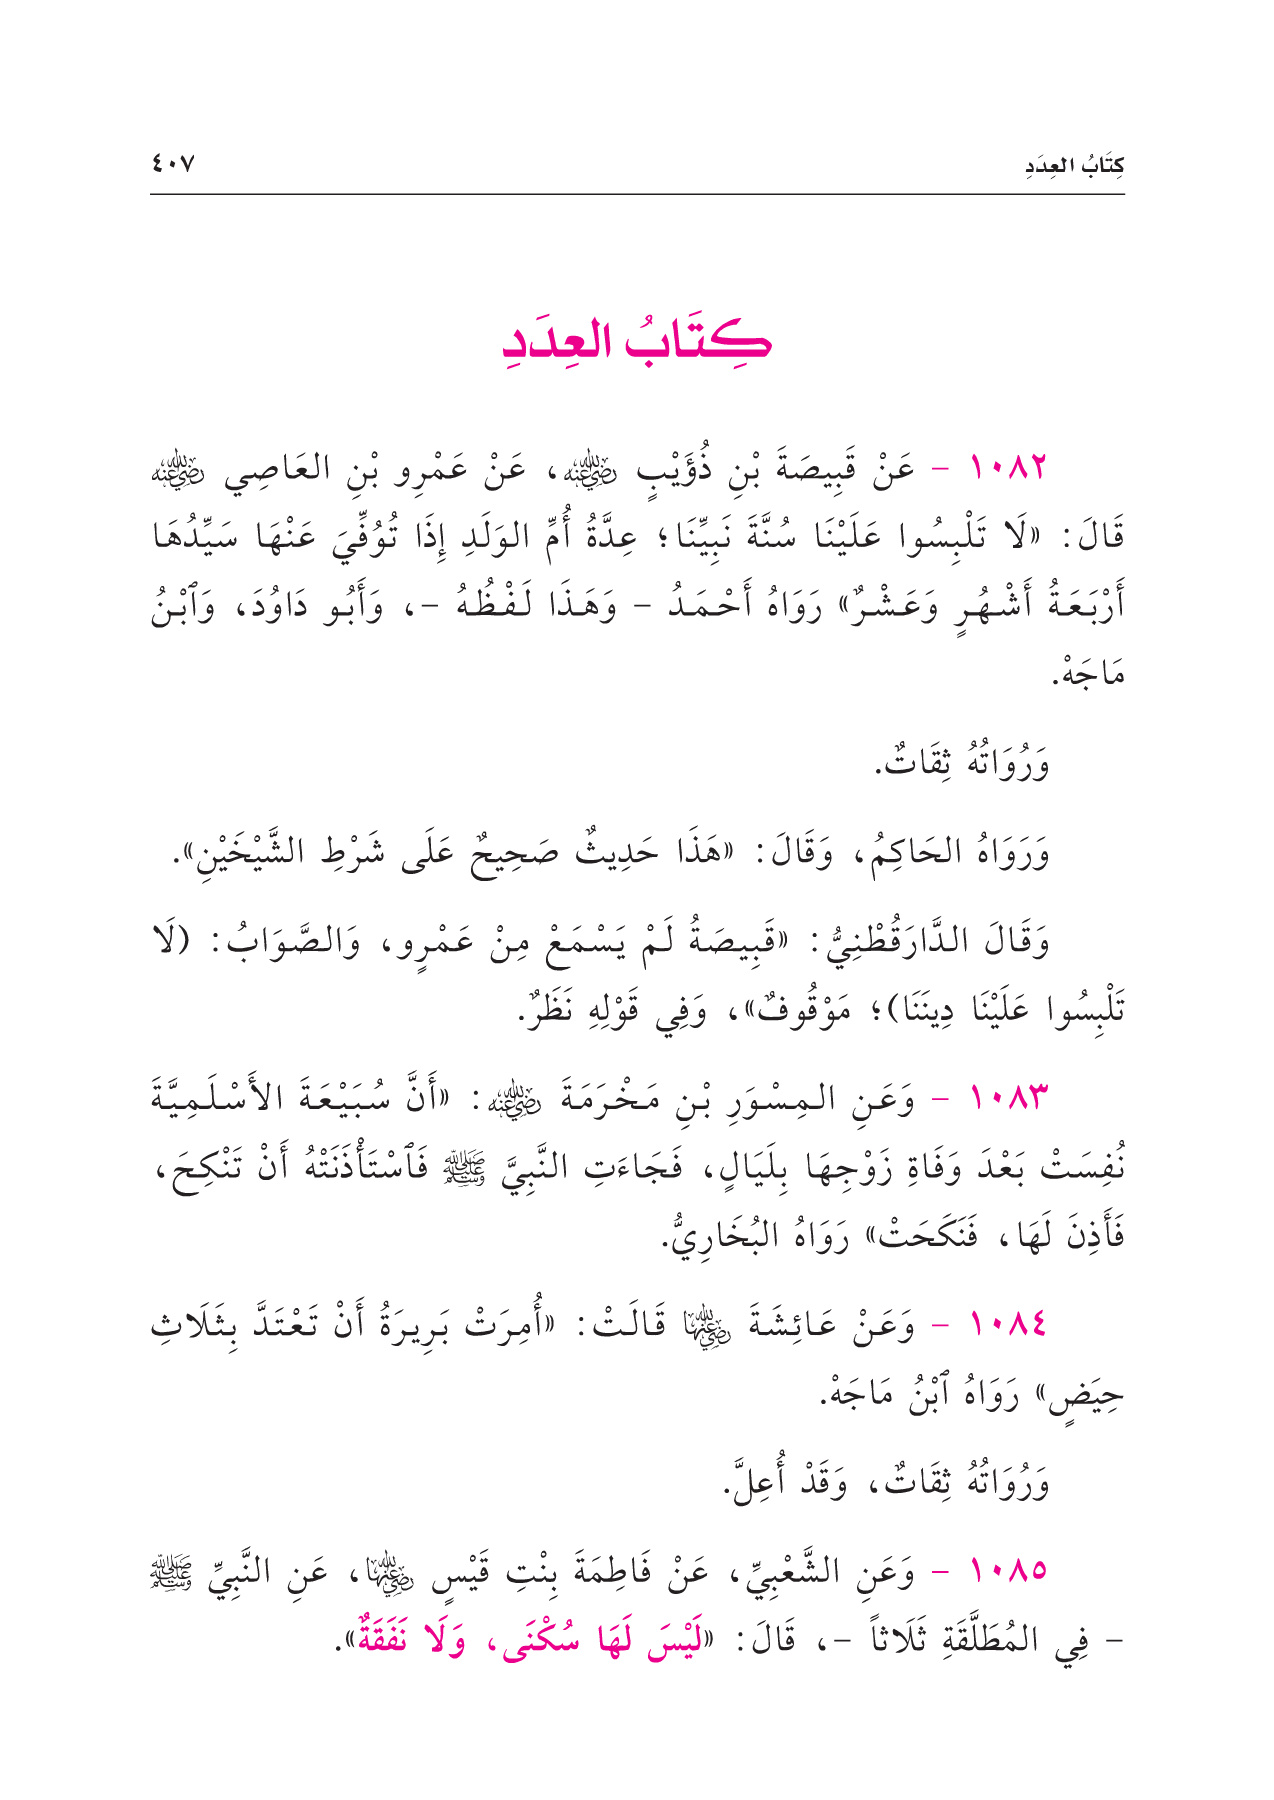 كِتَابُ العِدَدِ ٤٠٧
كِتَابُ العِدَدِ
١٠٨٢ - عَنْ قَبِيصَةَ بْنِ ذُؤَيْبٍ رضي الله عنه، عَنْ عَمْرِو بْنِ العَاصِي رضي الله عنه
قَالَ: «لَا تَلْبِسُوا عَلَيْنَا سُنَّةَ نَبِيِّنَا؛ عِدَّةُ أُمِّ الوَلَدِ إِذَا تُوُفِّيَ عَنْهَا سَيِّدُهَا
أَرْبَعَةُ أَشْهُرٍ وَعَشْرٌ» رَوَاهُ أَحْمَدُ - وَهَذَا لَفْظُهُ -، وَأَبُو دَاوُدَ، وَٱبْنُ
مَاجَهْ.
وَرُوَاتُهُ ثِقَاتٌ.
وَرَوَاهُ الحَاكِمُ، وَقَالَ: «هَذَا حَدِيثٌ صَحِيحٌ عَلَى شَرْطِ الشَّيْخَيْنِ».
وَقَالَ الدَّارَقُطْنِيُّ: «قَبِيصَةُ لَمْ يَسْمَعْ مِنْ عَمْرٍو، وَالصَّوَابُ: (لَا
تَلْبِسُوا عَلَيْنَا دِينَنَا)؛ مَوْقُوفٌ»، وَفِي قَوْلِهِ نَظَرٌ.
١٠٨٣ - وَعَنِ المِسْوَرِ بْنِ مَخْرَمَةَ رضي الله عنه: «أَنَّ سُبَيْعَةَ الأَسْلَمِيَّةَ
نُفِسَتْ بَعْدَ وَفَاةِ زَوْجِهَا بِلَيَالٍ، فَجَاءَتِ النَّبِيَّ ﷺ فَٱسْتَأْذَنَتْهُ أَنْ تَنْكِحَ،
فَأَذِنَ لَهَا، فَنَكَحَتْ» رَوَاهُ البُخَارِيُّ.
١٠٨٤ - وَعَنْ عَائِشَةَ رضي الله عنها قَالَتْ: «أُمِرَتْ بَرِيرَةُ أَنْ تَعْتَدَّ بِثَلَاثِ
حِيَضٍ» رَوَاهُ ٱبْنُ مَاجَهْ.
وَرُوَاتُهُ ثِقَاتٌ، وَقَدْ أُعِلَّ.
١٠٨٥ - وَعَنِ الشَّعْبِيِّ، عَنْ فَاطِمَةَ بِنْتِ قَيْسٍ رضي الله عنها، عَنِ النَّبِيِّ ﷺ
- فِي المُطَلَّقَةِ ثَلَاثاً -، قَالَ: «لَيْسَ لَهَا سُكْنَى، وَلَا نَفَقَةٌ».